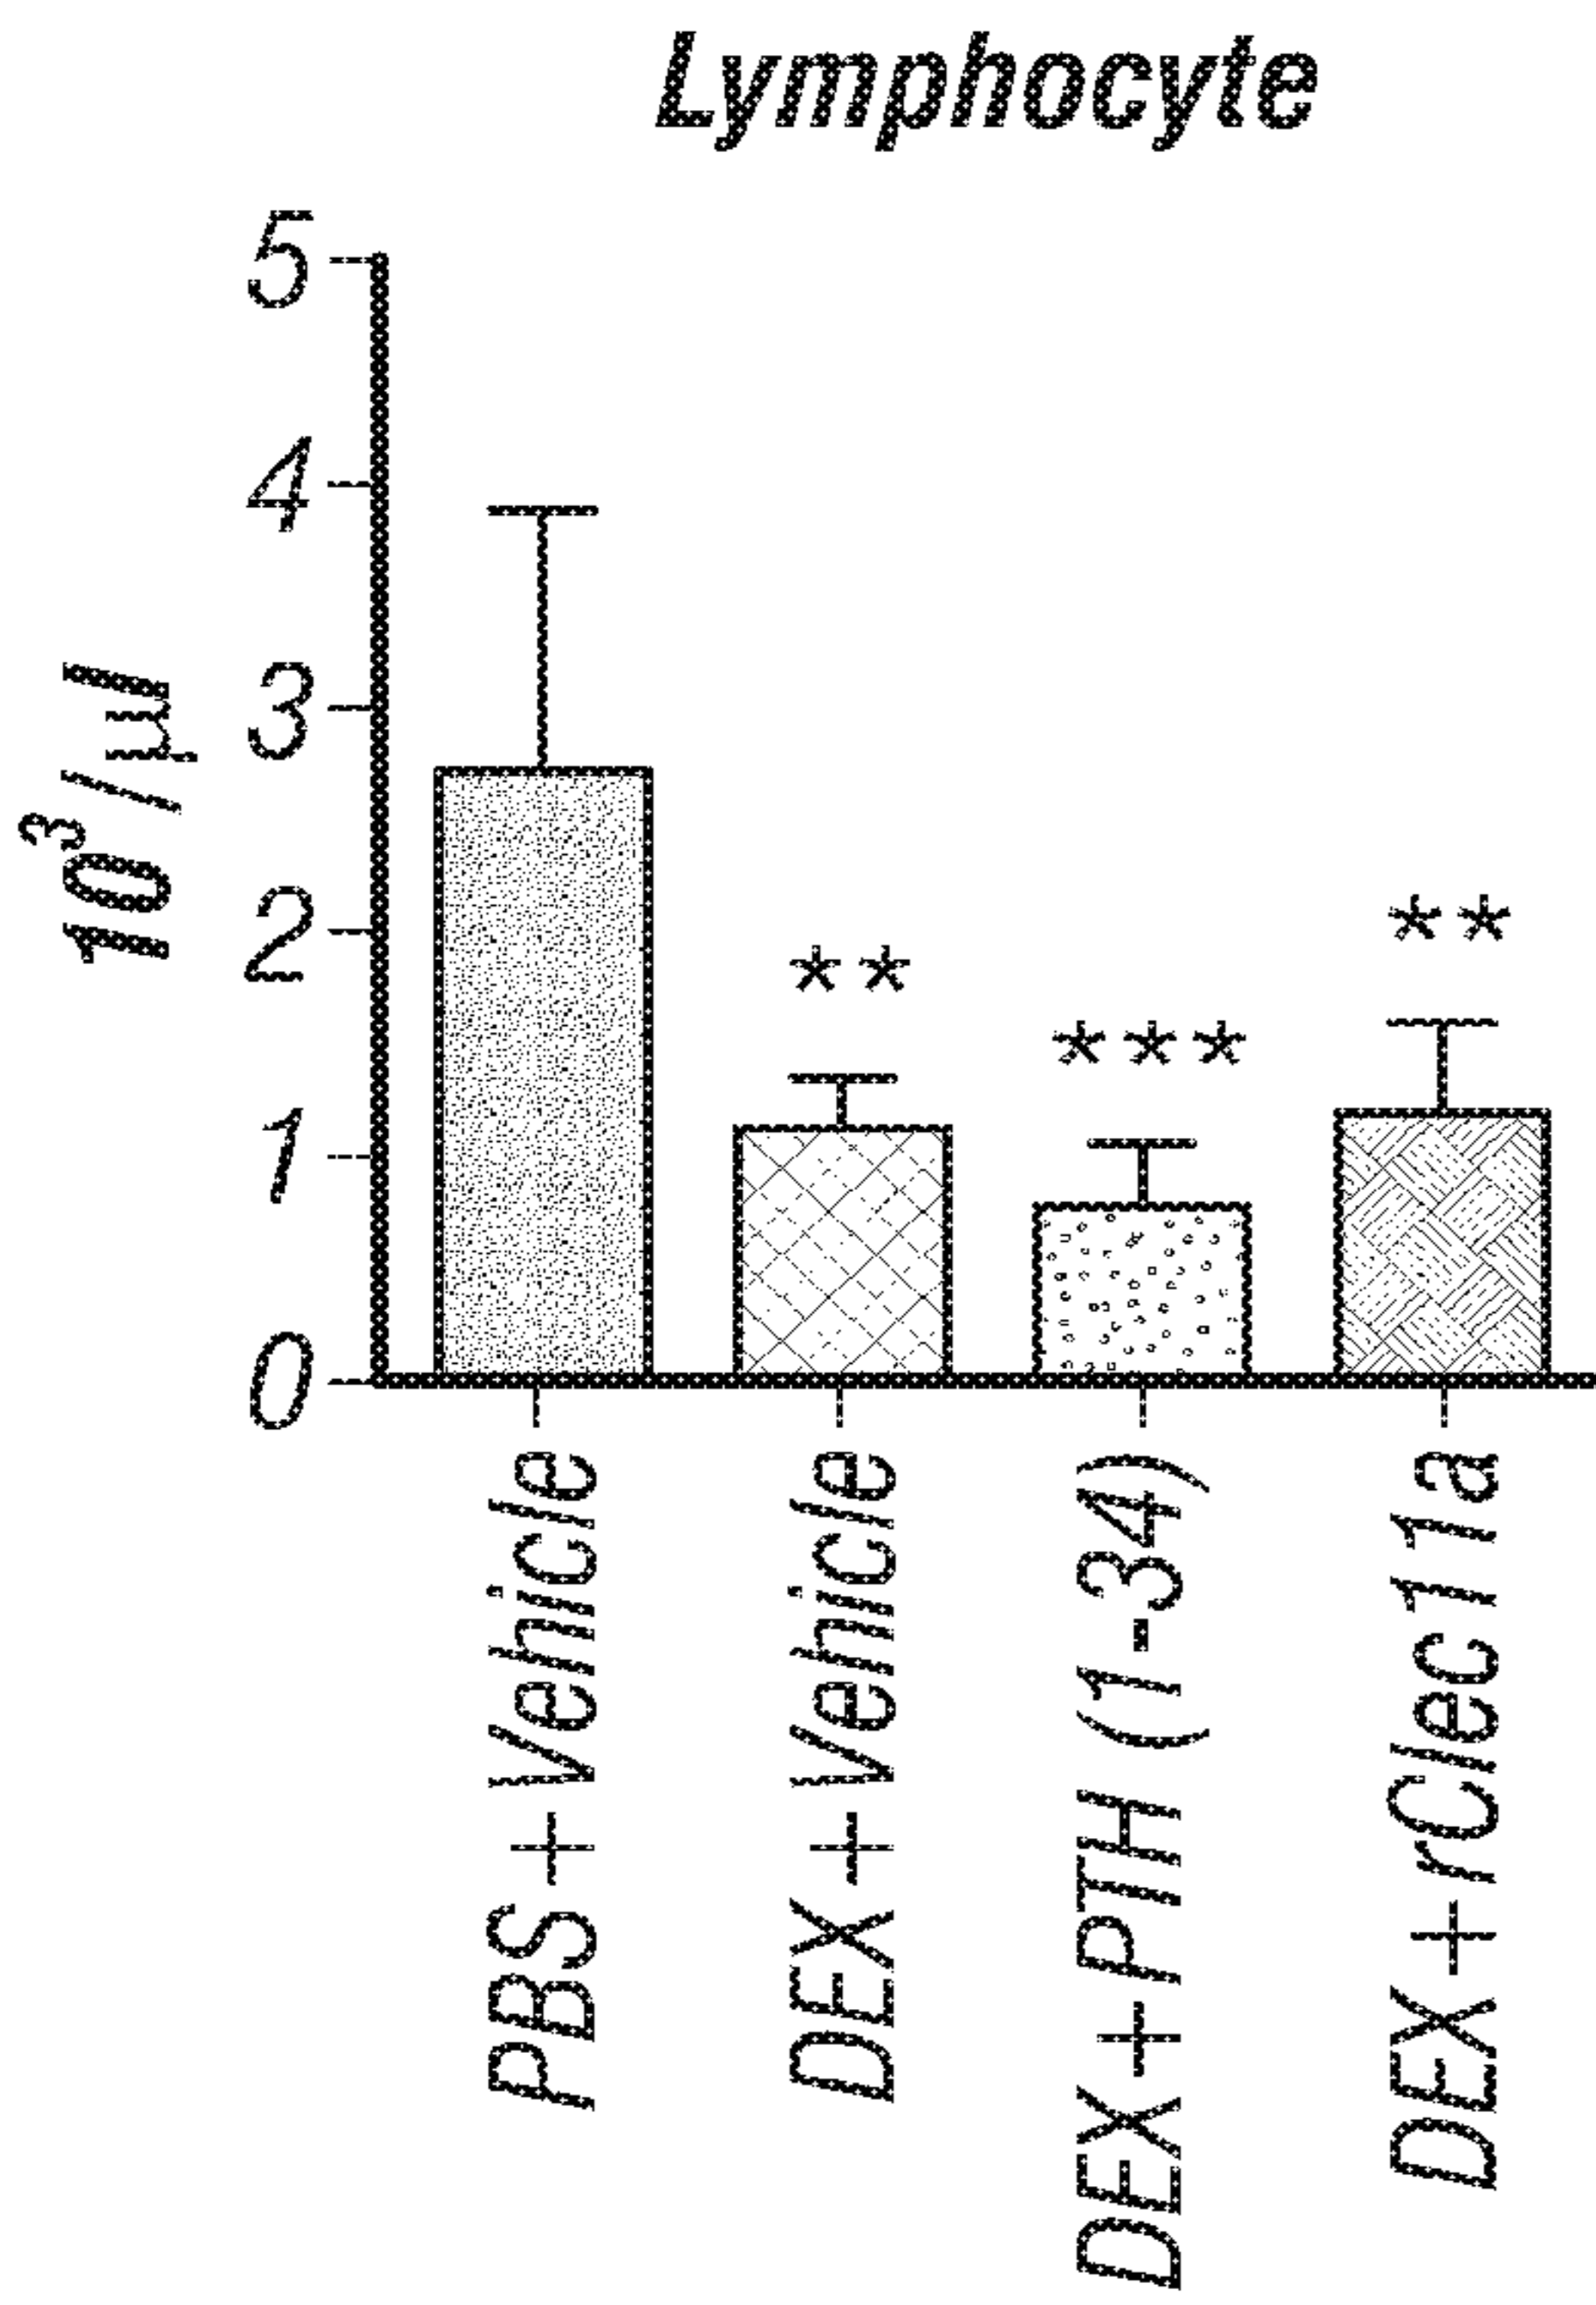 Lymphocyte
10³/µl
5
4
3
2
1
0
**
***
**
PBS + Vehicle
DEX + Vehicle
DEX + PTH (1-34)
DEX + rClec11a